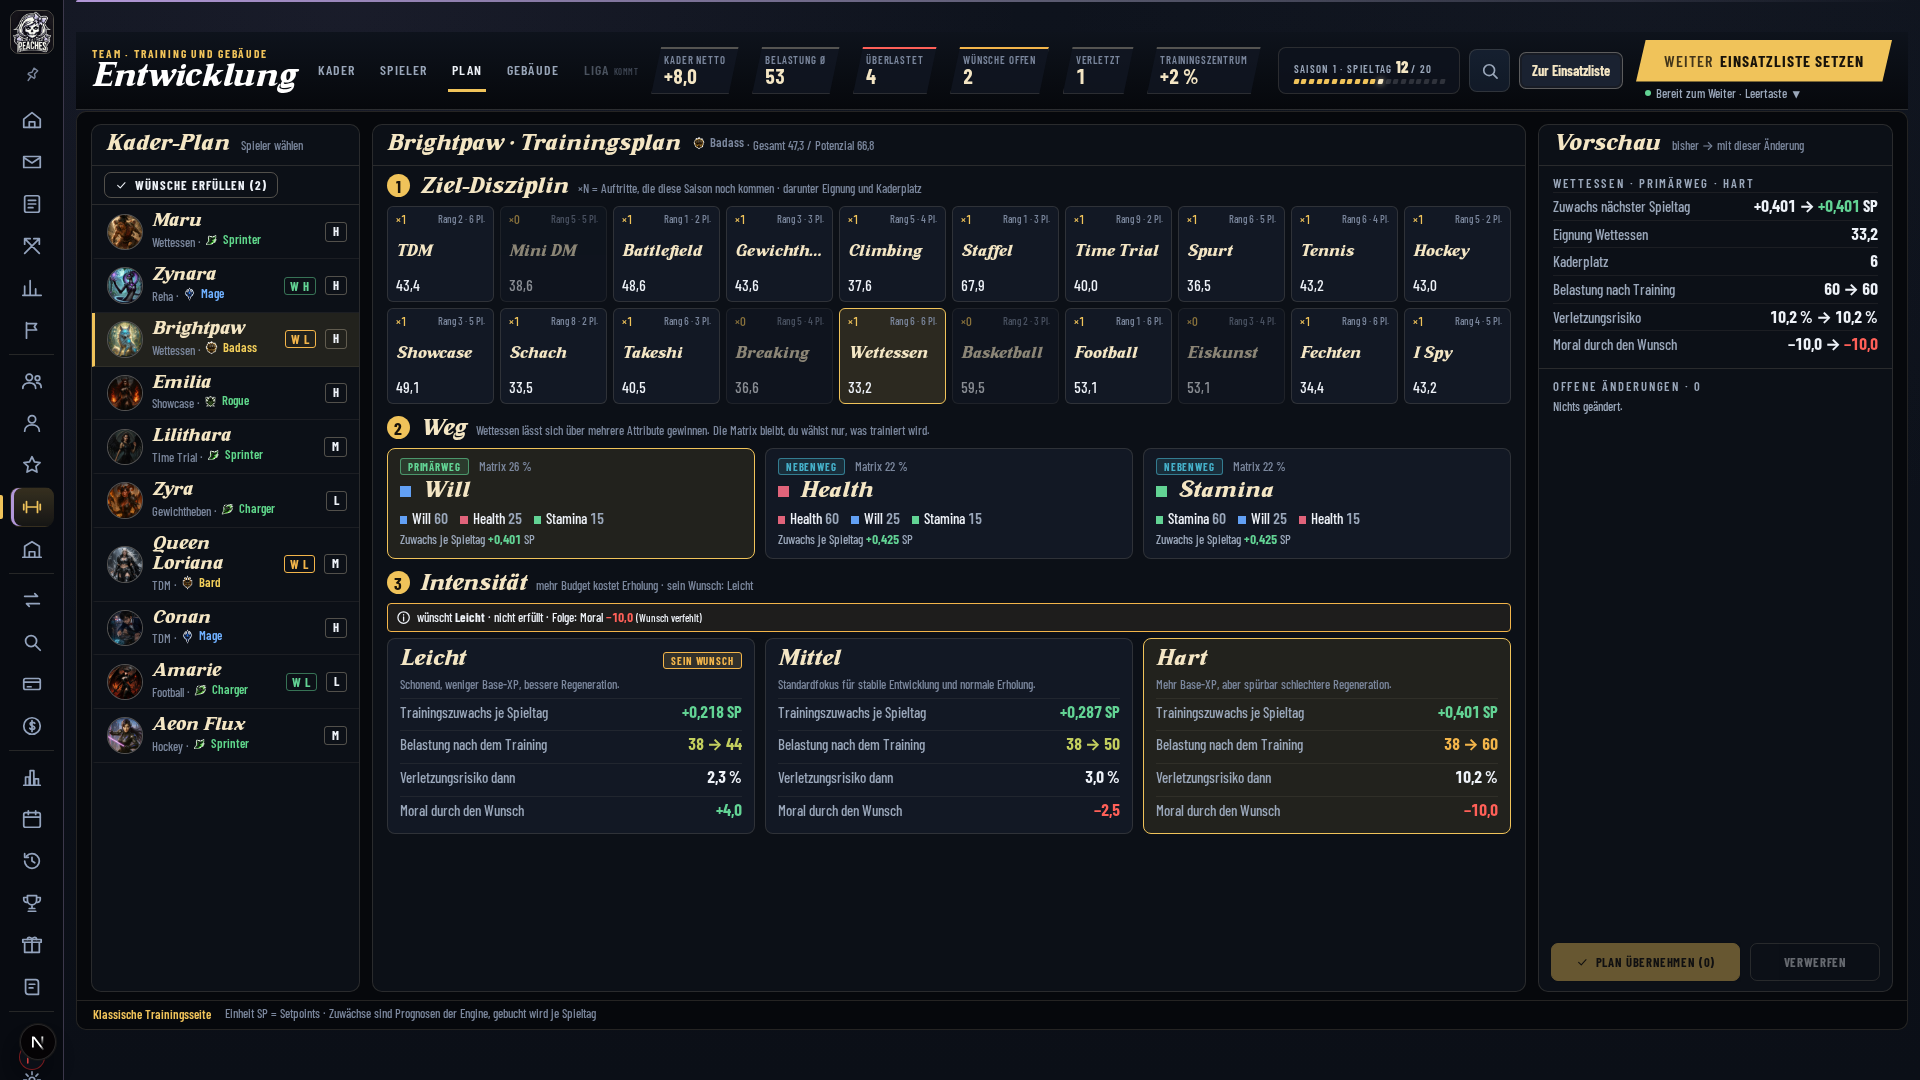 TEAM · TRAINING UND GEBÄUDE
Entwicklung
KADER
SPIELER
PLAN
GEBÄUDE
LIGA KOMMT
KADER NETTO
+8,0
BELASTUNG Ø
53
ÜBERLASTET
4
WÜNSCHE OFFEN
2
VERLETZT
1
TRAININGSZENTRUM
+2 %
SAISON 1 · SPIELTAG 12 / 20
Zur Einsatzliste
WEITER EINSATZLISTE SETZEN
Bereit zum Weiter · Leertaste ▼
Kader-Plan Spieler wählen
✓ WÜNSCHE ERFÜLLEN (2)
Maru
Wettessen · Sprinter
H
Zynara
Reha · Mage
W H H
Brightpaw
Wettessen · Badass
W L H
Emilia
Showcase · Rogue
H
Lilithara
Time Trial · Sprinter
M
Zyra
Gewichtheben · Charger
L
Queen Loriana
TDM · Bard
W L M
Conan
TDM · Mage
H
Amarie
Football · Charger
W L L
Aeon Flux
Hockey · Sprinter
M
Brightpaw · Trainingsplan Badass · Gesamt 47,3 / Potenzial 66,8
1 Ziel-Disziplin ×N = Auftritte, die diese Saison noch kommen · darunter Eignung und Kaderplatz
×1 Rang 2 · 6 Pl.
TDM
43,4
×0 Rang 5 · 5 Pl.
Mini DM
38,6
×1 Rang 1 · 2 Pl.
Battlefield
48,6
×1 Rang 3 · 3 Pl.
Gewichth...
43,6
×1 Rang 5 · 4 Pl.
Climbing
37,6
×1 Rang 1 · 3 Pl.
Staffel
67,9
×1 Rang 9 · 2 Pl.
Time Trial
40,0
×1 Rang 6 · 5 Pl.
Spurt
36,5
×1 Rang 6 · 4 Pl.
Tennis
43,2
×1 Rang 5 · 2 Pl.
Hockey
43,0
×1 Rang 3 · 5 Pl.
Showcase
49,1
×1 Rang 8 · 2 Pl.
Schach
33,5
×1 Rang 6 · 3 Pl.
Takeshi
40,5
×0 Rang 5 · 4 Pl.
Breaking
36,6
×1 Rang 6 · 6 Pl.
Wettessen
33,2
×0 Rang 2 · 3 Pl.
Basketball
59,5
×1 Rang 1 · 6 Pl.
Football
53,1
×0 Rang 3 · 4 Pl.
Eiskunst
53,1
×1 Rang 9 · 6 Pl.
Fechten
34,4
×1 Rang 4 · 5 Pl.
I Spy
43,2
2 Weg Wettessen lässt sich über mehrere Attribute gewinnen. Die Matrix bleibt, du wählst nur, was trainiert wird.
PRIMÄRWEG Matrix 26 %
Will
Will 60 Health 25 Stamina 15
Zuwachs je Spieltag +0,401 SP
NEBENWEG Matrix 22 %
Health
Health 60 Will 25 Stamina 15
Zuwachs je Spieltag +0,425 SP
NEBENWEG Matrix 22 %
Stamina
Stamina 60 Will 25 Health 15
Zuwachs je Spieltag +0,425 SP
3 Intensität mehr Budget kostet Erholung · sein Wunsch: Leicht
wünscht Leicht · nicht erfüllt · Folge: Moral −10,0 (Wunsch verfehlt)
Leicht SEIN WUNSCH
Schonend, weniger Base-XP, bessere Regeneration.
Trainingszuwachs je Spieltag +0,218 SP
Belastung nach dem Training 38 → 44
Verletzungsrisiko dann 2,3 %
Moral durch den Wunsch +4,0
Mittel
Standardfokus für stabile Entwicklung und normale Erholung.
Trainingszuwachs je Spieltag +0,287 SP
Belastung nach dem Training 38 → 50
Verletzungsrisiko dann 3,0 %
Moral durch den Wunsch −2,5
Hart
Mehr Base-XP, aber spürbar schlechtere Regeneration.
Trainingszuwachs je Spieltag +0,401 SP
Belastung nach dem Training 38 → 60
Verletzungsrisiko dann 10,2 %
Moral durch den Wunsch −10,0
Vorschau bisher → mit dieser Änderung
WETTESSEN · PRIMÄRWEG · HART
Zuwachs nächster Spieltag +0,401 → +0,401 SP
Eignung Wettessen 33,2
Kaderplatz 6
Belastung nach Training 60 → 60
Verletzungsrisiko 10,2 % → 10,2 %
Moral durch den Wunsch −10,0 → −10,0
OFFENE ÄNDERUNGEN · 0
Nichts geändert.
✓ PLAN ÜBERNEHMEN (0)
VERWERFEN
Klassische Trainingsseite Einheit SP = Setpoints · Zuwächse sind Prognosen der Engine, gebucht wird je Spieltag
N